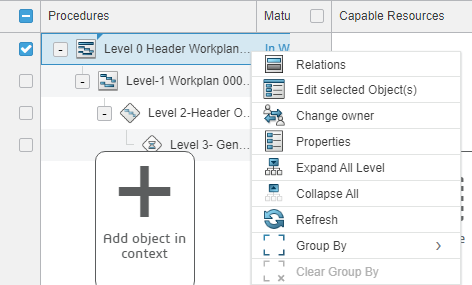 Procedures Matu Capable Resources
Level 0 Header Workplan... In W
Level-1 Workplan 000...
Level 2-Header O...
Level 3- Gen...
Add object in
context
Relations
Edit selected Object(s)
Change owner
Properties
Expand All Level
Collapse All
Refresh
Group By
Clear Group By